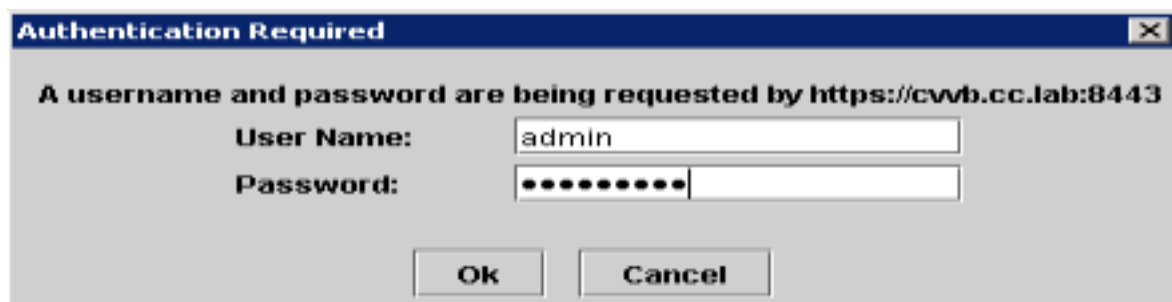 Authentication Required
A username and password are being requested by https://cvvb.cc.lab:8443
User Name: admin
Password: •••••••••
Ok Cancel